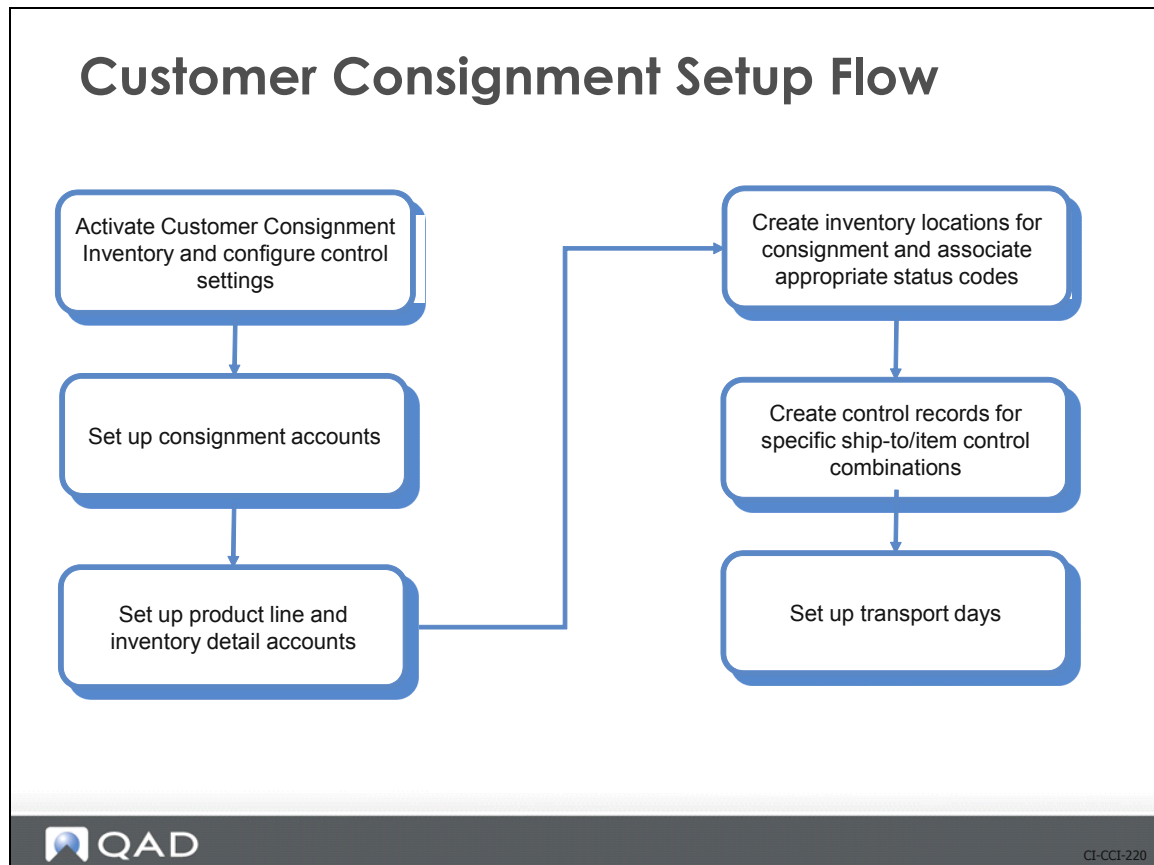 Customer Consignment Setup Flow
Activate Customer Consignment
Inventory and configure control
settings
Set up consignment accounts
Set up product line and
inventory detail accounts
Create inventory locations for
consignment and associate
appropriate status codes
Create control records for
specific ship-to/item control
combinations
Set up transport days
QAD
CI-CCI-220